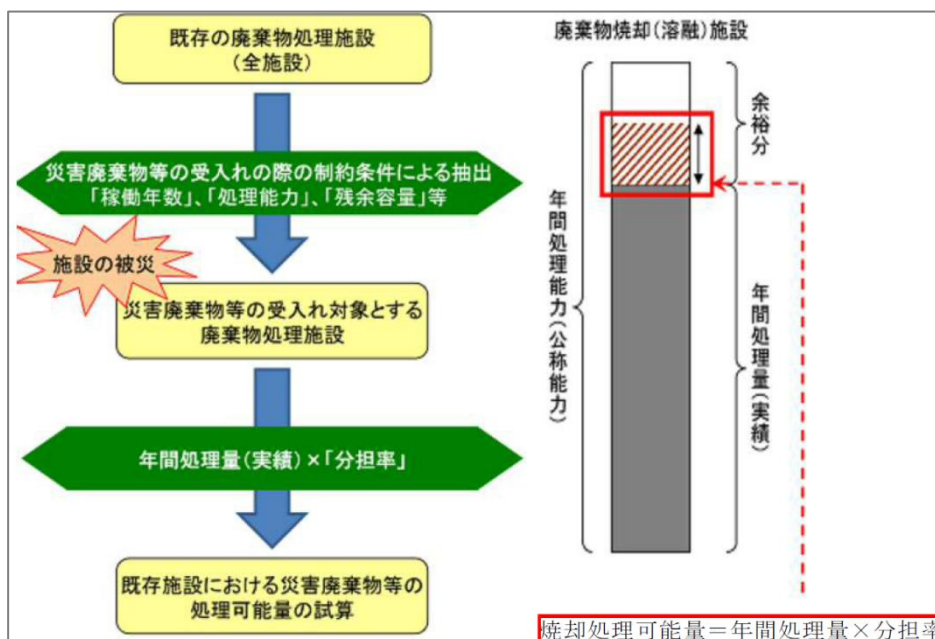 既存の廃棄物処理施設
(全施設)
災害廃棄物等の受入れの際の制約条件による抽出
「稼働年数」、「処理能力」、「残余容量」等
施設の被災
災害廃棄物等の受入れ対象とする
廃棄物処理施設
年間処理量(実績)×「分担率」
既存施設における災害廃棄物等の
処理可能量の試算
廃棄物焼却(溶融)施設
年間処理能力(公称能力)
余裕分
年間処理量(実績)
焼却処理可能量=年間処理量×分担率